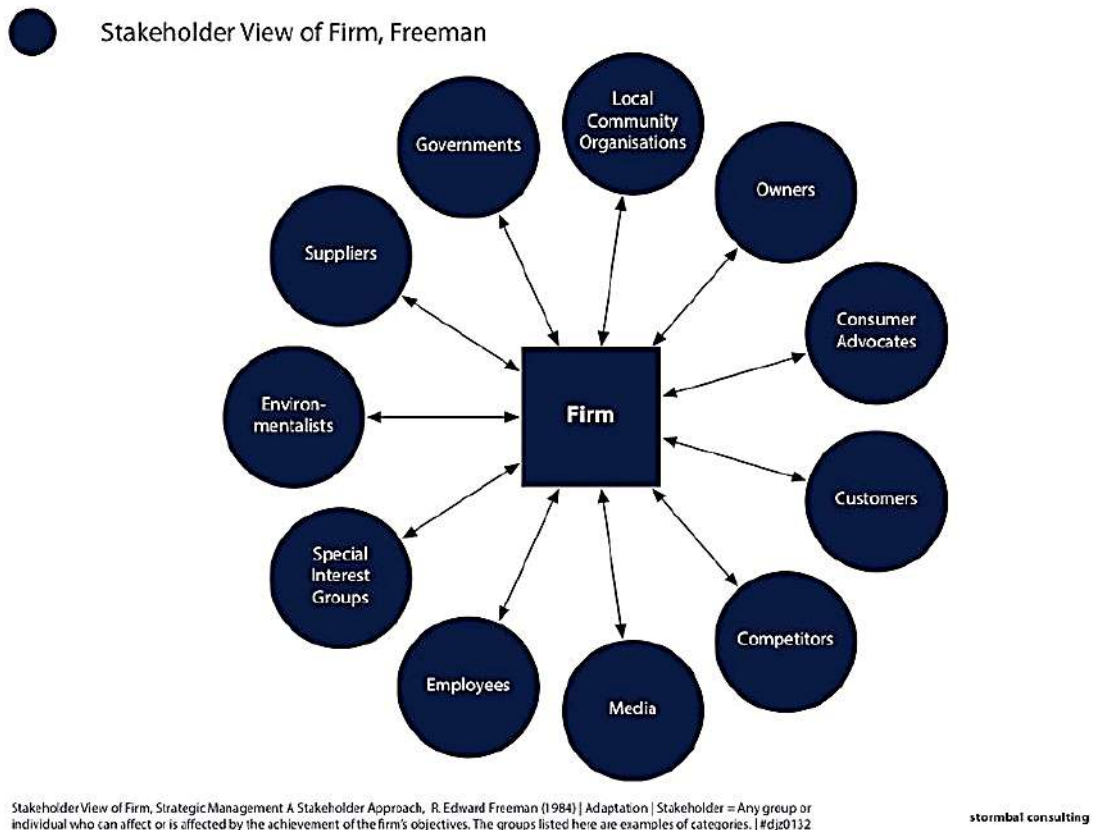 Stakeholder View of Firm, Freeman
Local
Community
Organisations
Governments
Owners
Suppliers
Consumer
Advocates
Environ-
mentalists
Firm
Customers
Special
Interest
Groups
Competitors
Employees
Media
Stakeholder View of Firm, Strategic Management A Stakeholder Approach, R. Edward Freeman (1984) | Adaptation | Stakeholder = Any group or
individual who can affect or is affected by the achievement of the firm's objectives. The groups listed here are examples of categories. | #djz0132
stormbal consulting